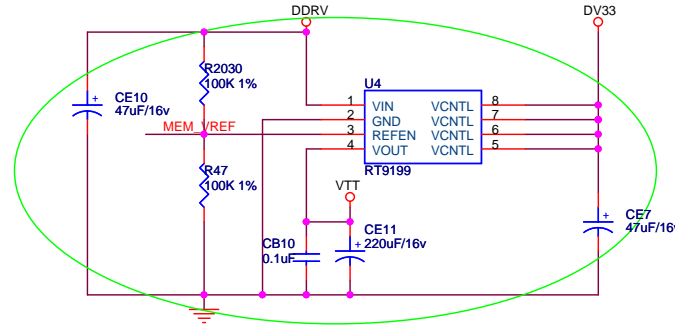 DDRV
DV33
R2030
100K 1%
CE10
47uF/16v
U4
1 VIN VCNTL 8
2 GND VCNTL 7
3 REFEN VCNTL 6
4 VOUT VCNTL 5
MEM_VREF
RT9199
R47
100K 1%
VTT
CE11
220uF/16v
CB10
0.1uF
CE7
47uF/16v